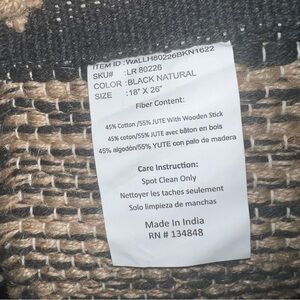 ITEM ID :WALLH80226BKN1622
SKU# :LR 80226
COLOR :BLACK NATURAL
SIZE :18" X 26"
Fiber Content:
45% Cotton /55% JUTE With Wooden Stick
45% coton/55% JUTE avec bâton en bois
45% algodón/55% YUTE con palo de madera
Care Instruction:
Spot Clean Only
Nettoyer les taches seulement
Solo limpieza de manchas
Made In India
RN # 134848